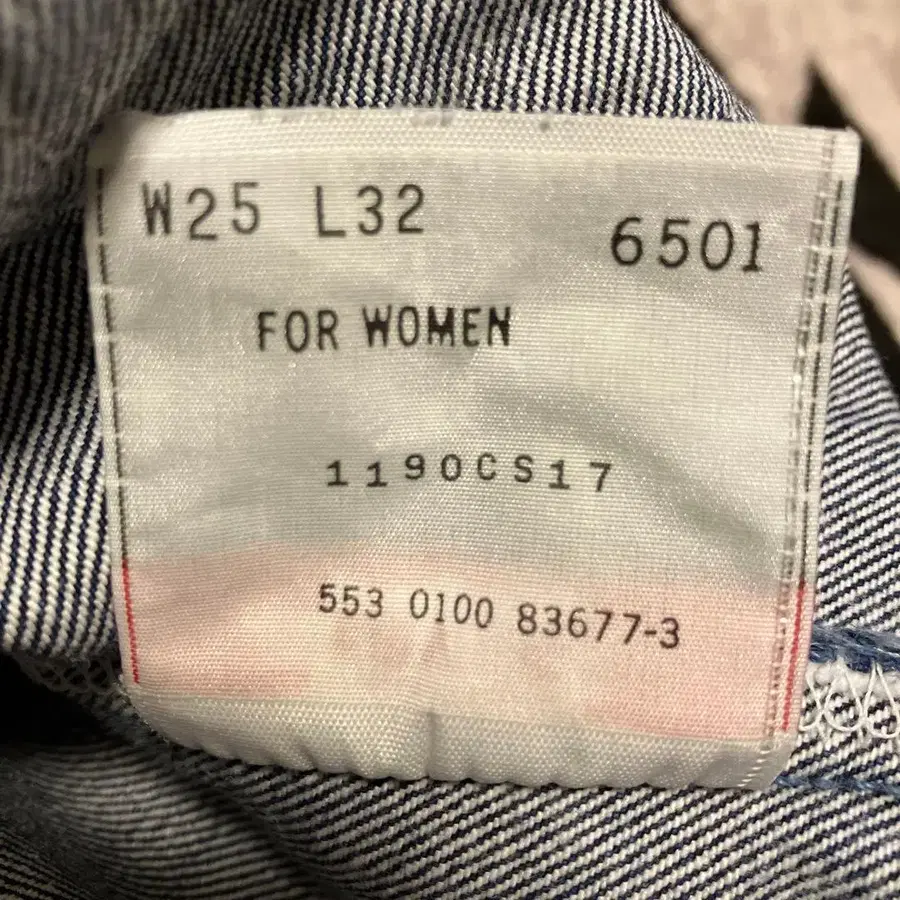 W25 L32 6501
FOR WOMEN
1190CS17
553 0100 83677-3